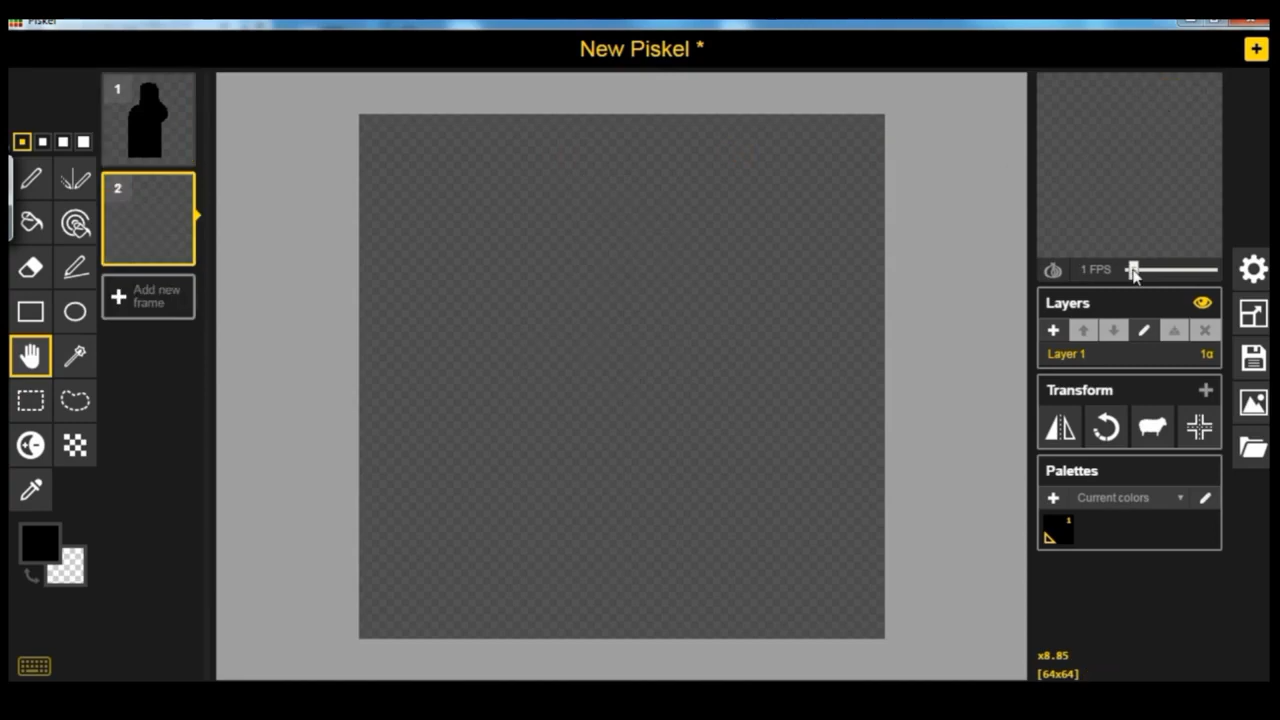 Piskel
New Piskel *
1
2
Add new
frame
1 FPS
Layers
Layer 1
1α
Transform
Palettes
Current colors
1
x8.85
[64x64]